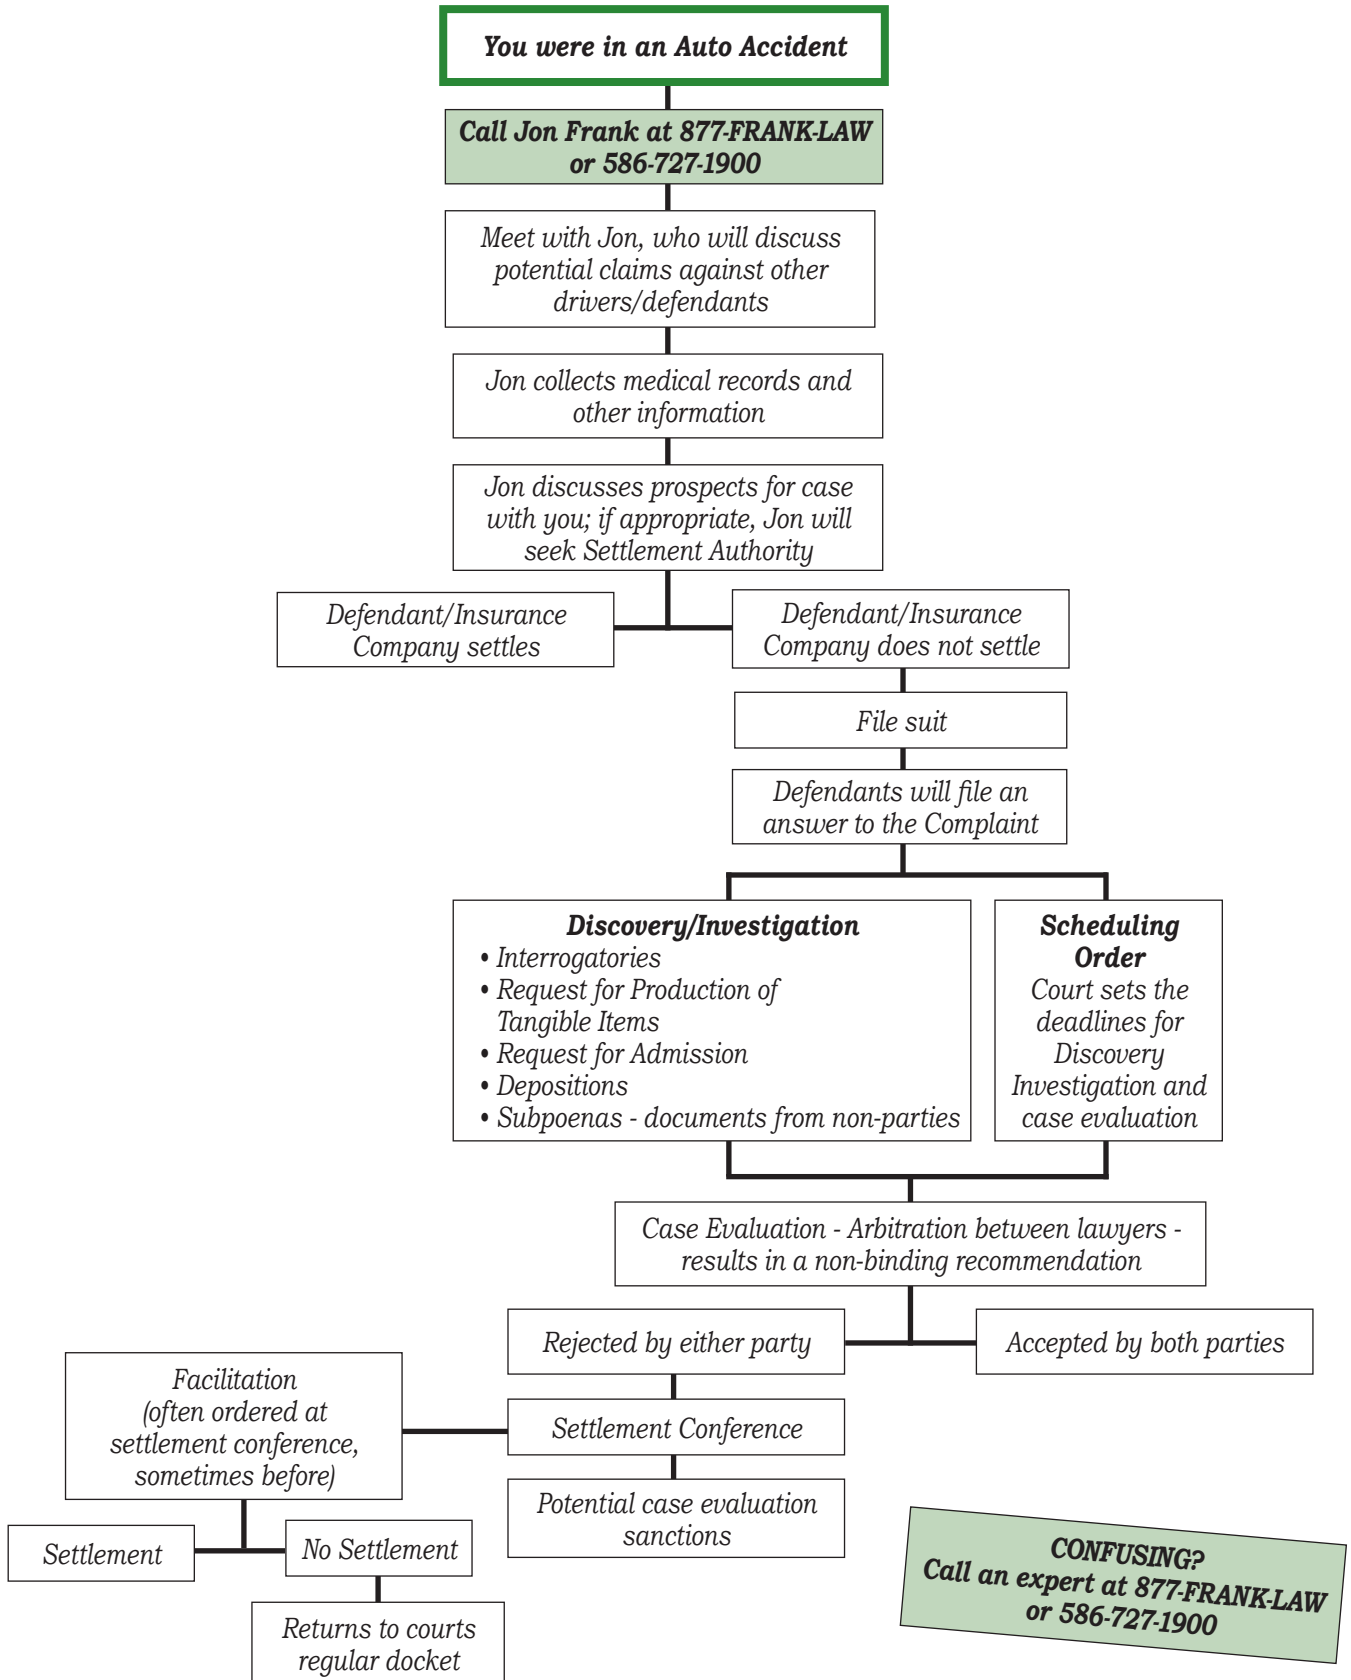 You were in an Auto Accident
Call Jon Frank at 877-FRANK-LAW
or 586-727-1900
Meet with Jon, who will discuss
potential claims against other
drivers/defendants
Jon collects medical records and
other information
Jon discusses prospects for case
with you; if appropriate, Jon will
seek Settlement Authority
Defendant/Insurance
Company settles
Defendant/Insurance
Company does not settle
File suit
Defendants will file an
answer to the Complaint
Discovery/Investigation
• Interrogatories
• Request for Production of
Tangible Items
• Request for Admission
• Depositions
• Subpoenas - documents from non-parties
Scheduling
Order
Court sets the
deadlines for
Discovery
Investigation and
case evaluation
Case Evaluation - Arbitration between lawyers -
results in a non-binding recommendation
Rejected by either party
Accepted by both parties
Facilitation
(often ordered at
settlement conference,
sometimes before)
Settlement Conference
Potential case evaluation
sanctions
Settlement
No Settlement
Returns to courts
regular docket
CONFUSING?
Call an expert at 877-FRANK-LAW
or 586-727-1900